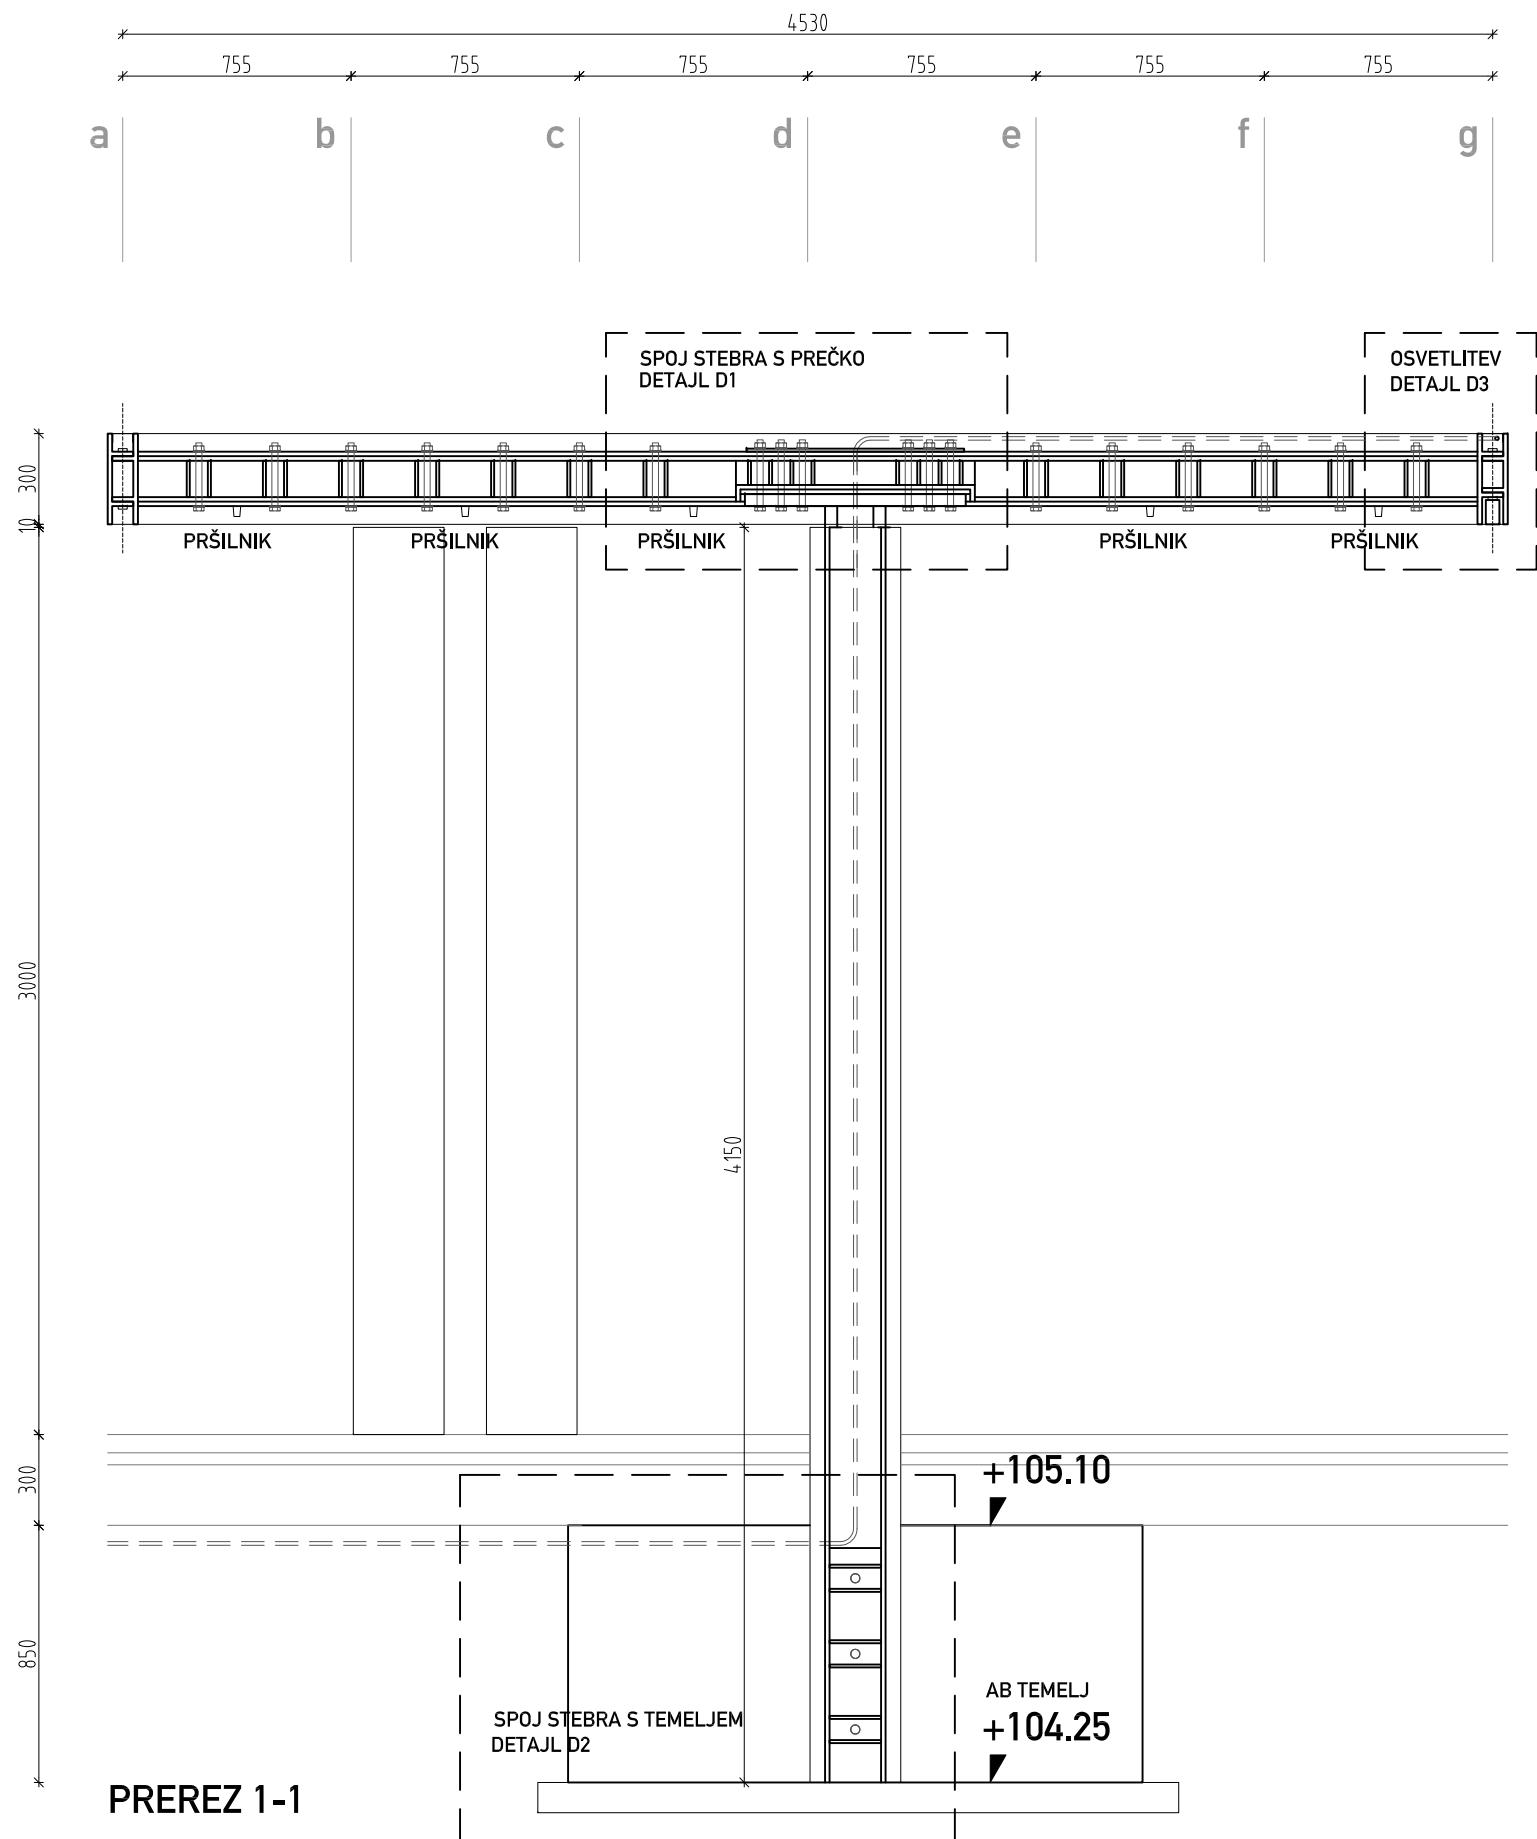 4530
755 755 755 755 755 755
a b c d e f g
SPOJ STEBRA S PREČKO
DETAJL D1
OSVETLITEV
DETAJL D3
300
10
PRŠILNIK PRŠILNIK PRŠILNIK PRŠILNIK PRŠILNIK
3000
4150
300
+105.10
850
AB TEMELJ
+104.25
SPOJ STEBRA S TEMELJEM
DETAJL D2
PREREZ 1-1